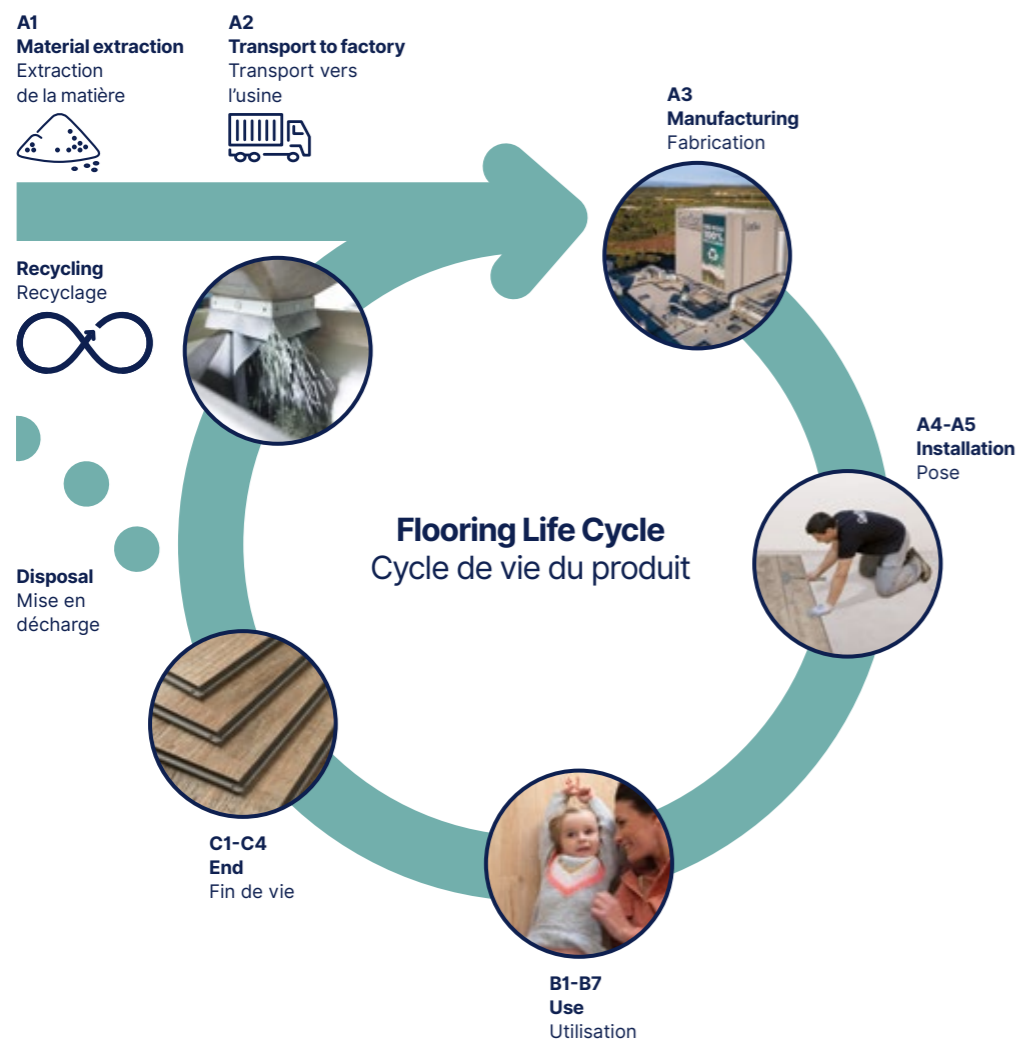 A1
Material extraction
Extraction
de la matière
A2
Transport to factory
Transport vers
l’usine
A3
Manufacturing
Fabrication
100%
Recycling
Recyclage
A4-A5
Installation
Pose
Flooring Life Cycle
Cycle de vie du produit
Disposal
Mise en
décharge
C1-C4
End
Fin de vie
B1-B7
Use
Utilisation